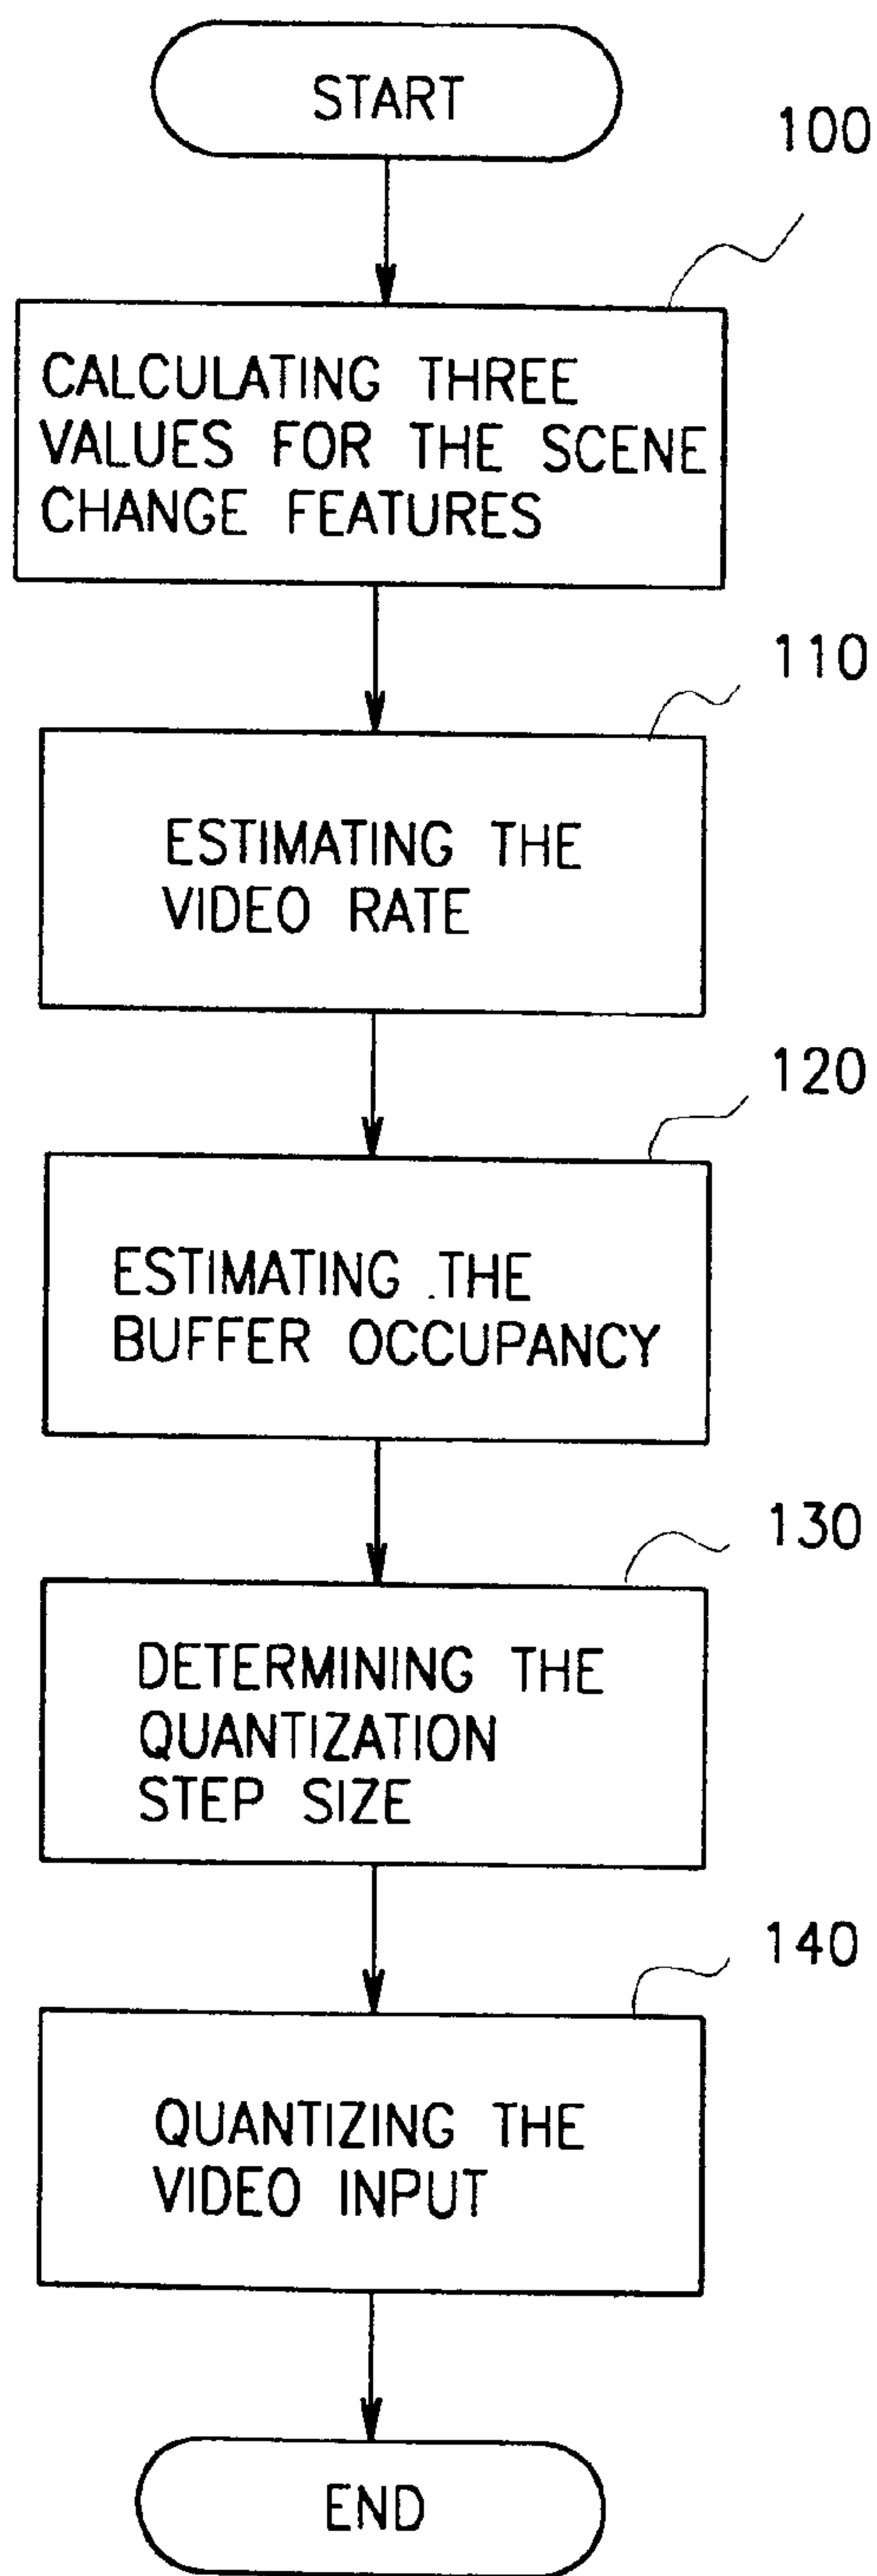 START
100
CALCULATING THREE
VALUES FOR THE SCENE
CHANGE FEATURES
110
ESTIMATING THE
VIDEO RATE
120
ESTIMATING THE
BUFFER OCCUPANCY
130
DETERMINING THE
QUANTIZATION
STEP SIZE
140
QUANTIZING THE
VIDEO INPUT
END